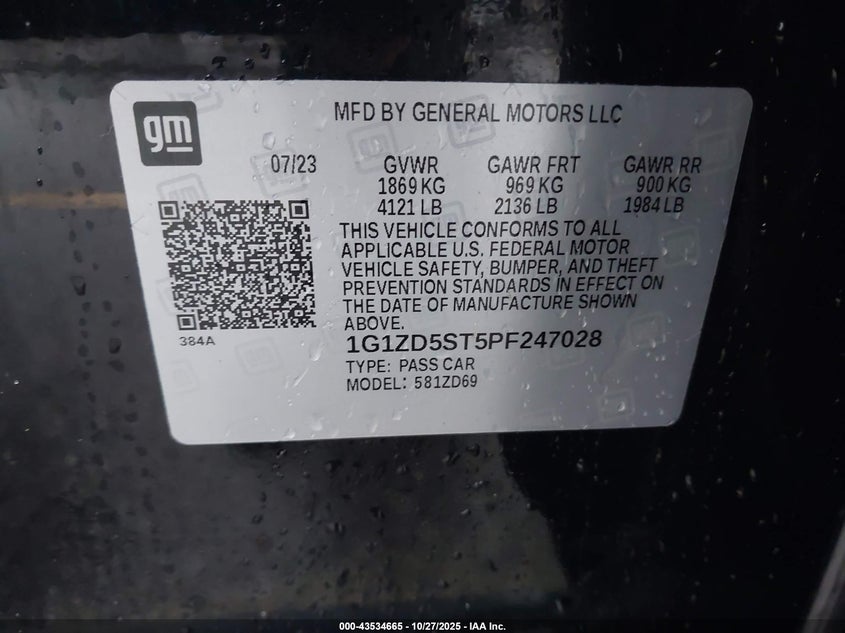 MFD BY GENERAL MOTORS LLC
gm
07/23 GVWR GAWR FRT GAWR RR
1869 KG 969 KG 900 KG
4121 LB 2136 LB 1984 LB
THIS VEHICLE CONFORMS TO ALL
APPLICABLE U.S. FEDERAL MOTOR
VEHICLE SAFETY, BUMPER, AND THEFT
PREVENTION STANDARDS IN EFFECT ON
THE DATE OF MANUFACTURE SHOWN
ABOVE.
384A
1G1ZD5ST5PF247028
TYPE: PASS CAR
MODEL: 581ZD69
000-43534665 - 10/27/2025 - IAA Inc.